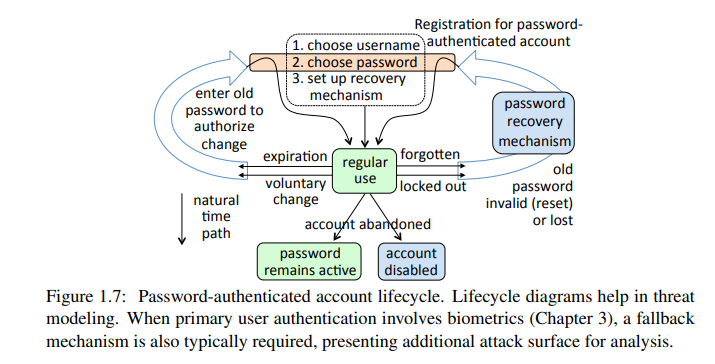 Registration for password-
authenticated account
1. choose username
2. choose password
3. set up recovery
mechanism
enter old
password to
authorize
change
password
recovery
mechanism
expiration
voluntary
change
regular
use
forgotten
locked out
old
password
invalid (reset)
or lost
natural
time
path
account abandoned
password
remains active
account
disabled
Figure 1.7: Password-authenticated account lifecycle. Lifecycle diagrams help in threat
modeling. When primary user authentication involves biometrics (Chapter 3), a fallback
mechanism is also typically required, presenting additional attack surface for analysis.